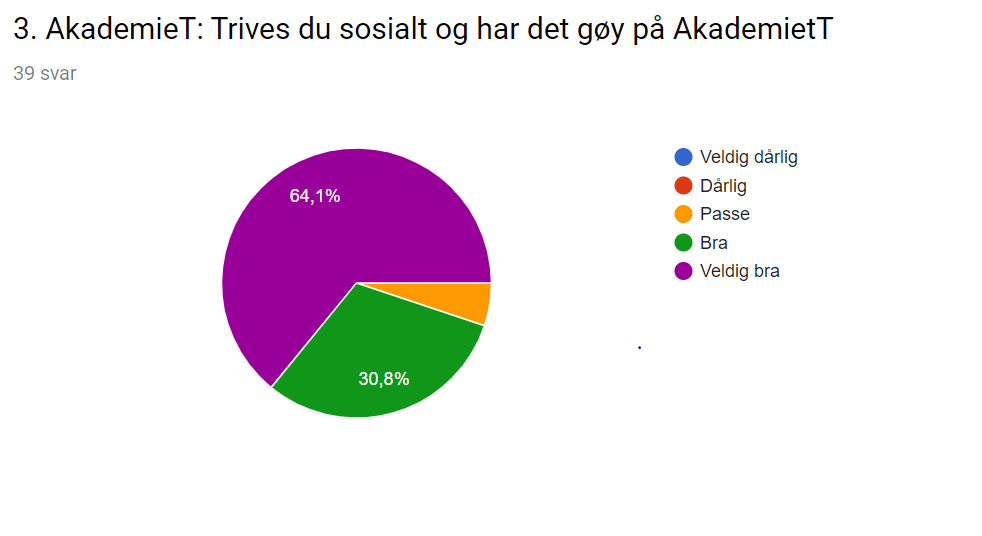 3. AkademieT: Trives du sosialt og har det gøy på AkademietT
39 svar
64,1%
30,8%
Veldig dårlig
Dårlig
Passe
Bra
Veldig bra